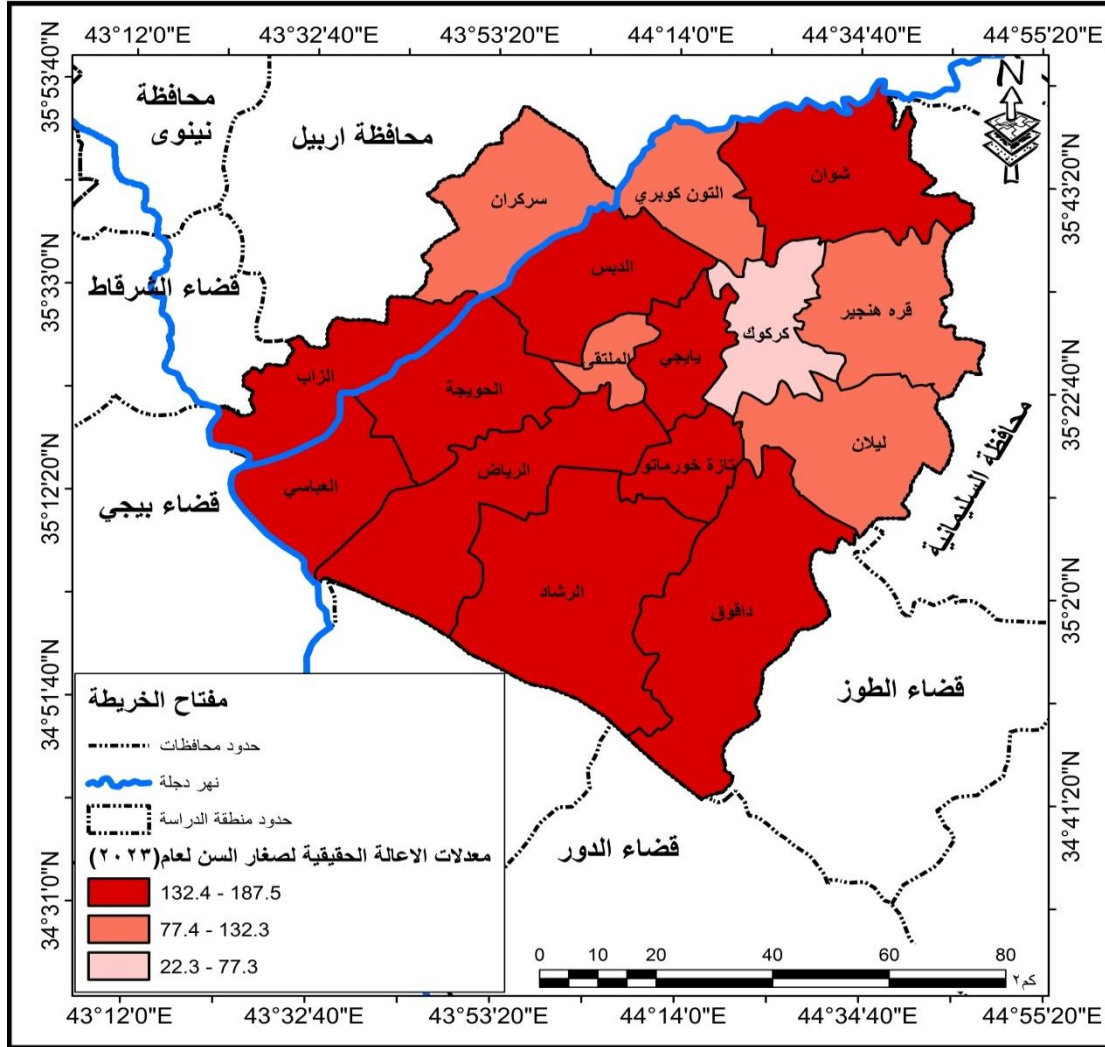 43°12'0"E 43°32'40"E 43°53'20"E 44°14'0"E 44°34'40"E 44°55'20"E
35°53'40"N
35°33'0"N
35°12'20"N
34°51'40"N
34°31'0"N
35°43'20"N
35°22'40"N
35°2'0"N
34°41'20"N
N
محافظة
نينوى
محافظة اربيل
قضاء الشرقاط
قضاء بيجي
محافظة السليمانية
قضاء الطوز
قضاء الدور
شوان
التون كوبري
سركران
الدبس
قره هنجير
كركوك
الملتقى
يايجي
الزاب
الحويجة
ليلان
تازة خورماتو
الرياض
العباسي
الرشاد
داقوق
مفتاح الخريطة
حدود محافظات
نهر دجلة
حدود منطقة الدراسة
معدلات الاعالة الحقيقية لصغار السن لعام(٢٠٢٣)
132.4 - 187.5
77.4 - 132.3
22.3 - 77.3
0 10 20 40 60 80
كم٢
43°12'0"E 43°32'40"E 43°53'20"E 44°14'0"E 44°34'40"E 44°55'20"E